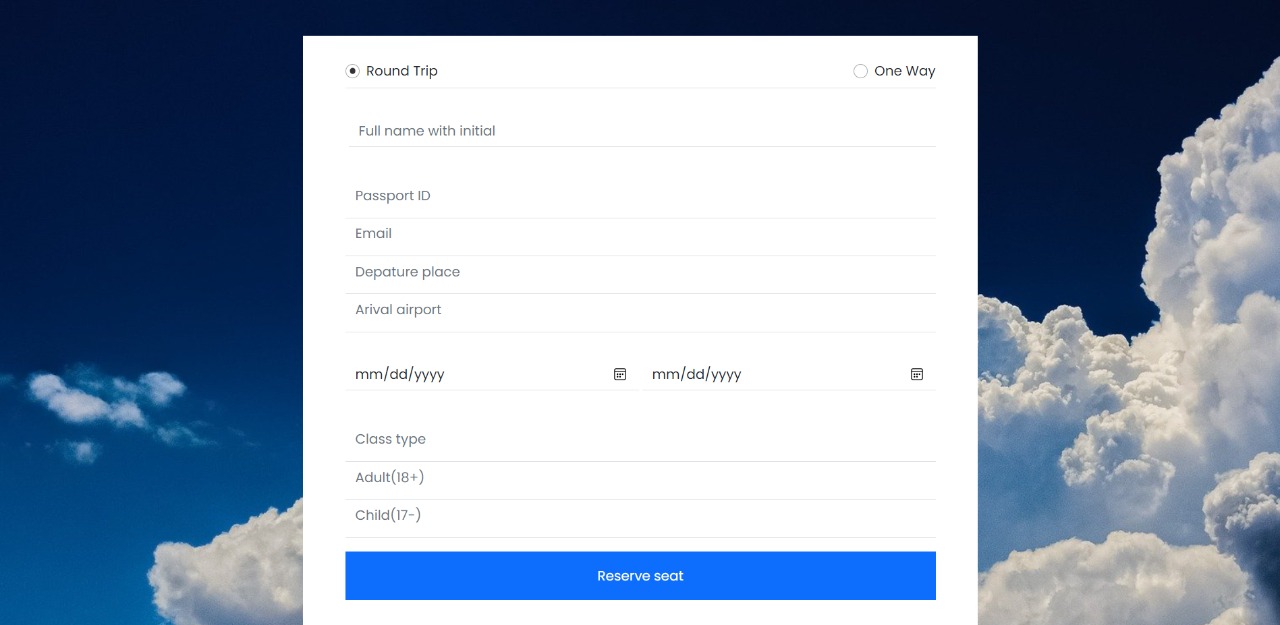 Round Trip One Way
Full name with initial
Passport ID
Email
Depature place
Arival airport
mm/dd/yyyy mm/dd/yyyy
Class type
Adult(18+)
Child(17-)
Reserve seat